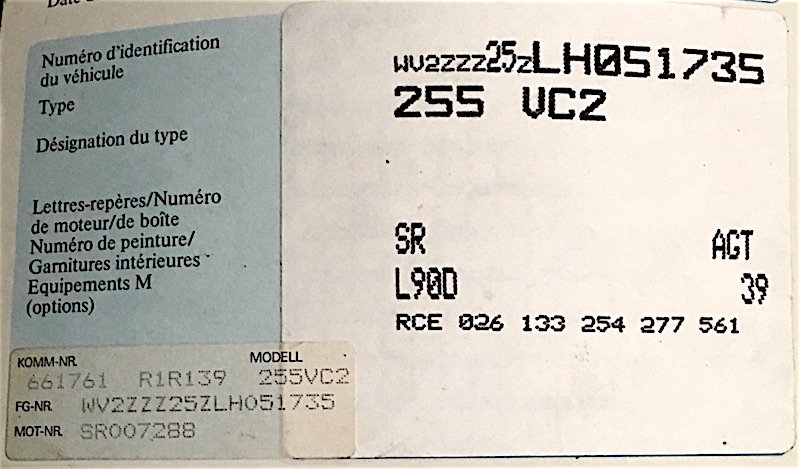 Numéro d'identification
du véhicule
WV2ZZZ25ZLH051735
Type
255 VC2
Désignation du type
Lettres-repères/Numéro
de moteur/de boîte
SR AGT
Numéro de peinture/
Garnitures intérieures
L90D 39
Equipements M
(options)
RCE 026 133 254 277 561
KOMM-NR. MODELL
661761 R1R139 255VC2
FG-NR. WV2ZZZ25ZLH051735
MOT-NR. SR007288